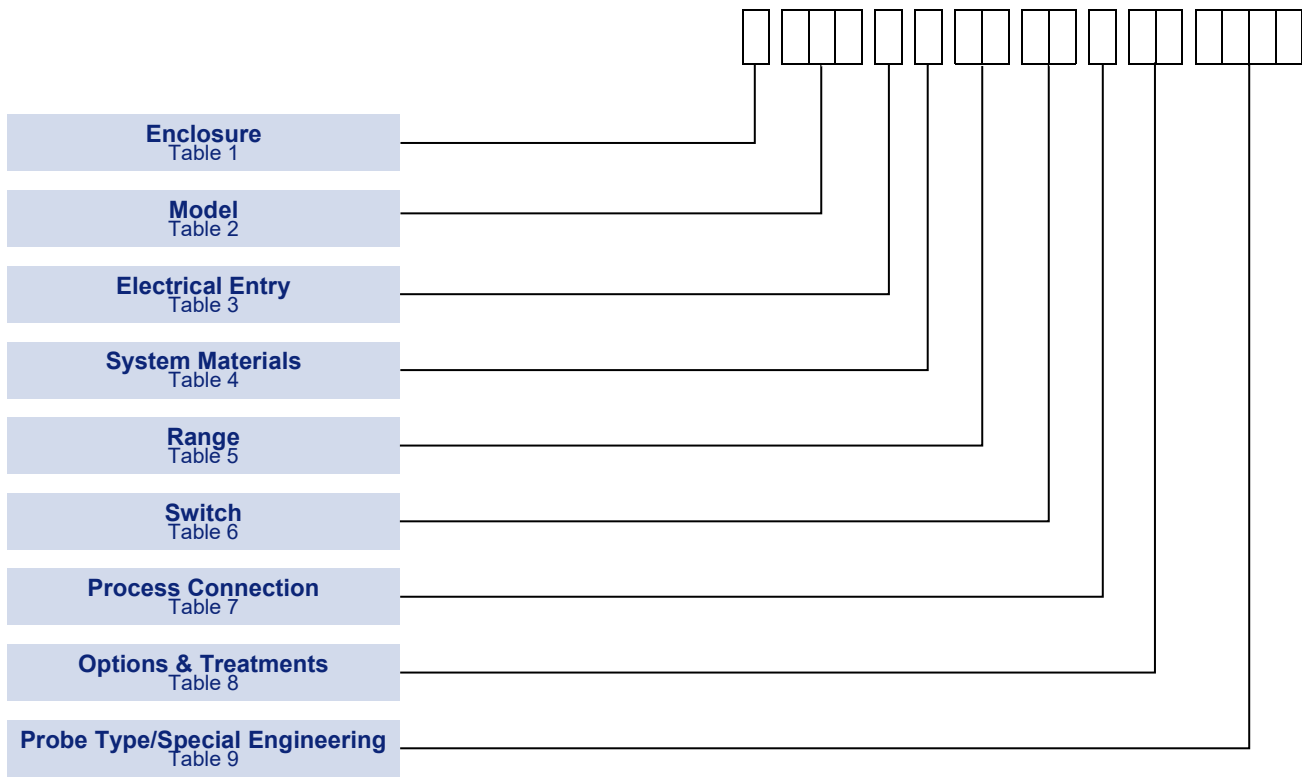 Enclosure
Table 1
Model
Table 2
Electrical Entry
Table 3
System Materials
Table 4
Range
Table 5
Switch
Table 6
Process Connection
Table 7
Options & Treatments
Table 8
Probe Type/Special Engineering
Table 9